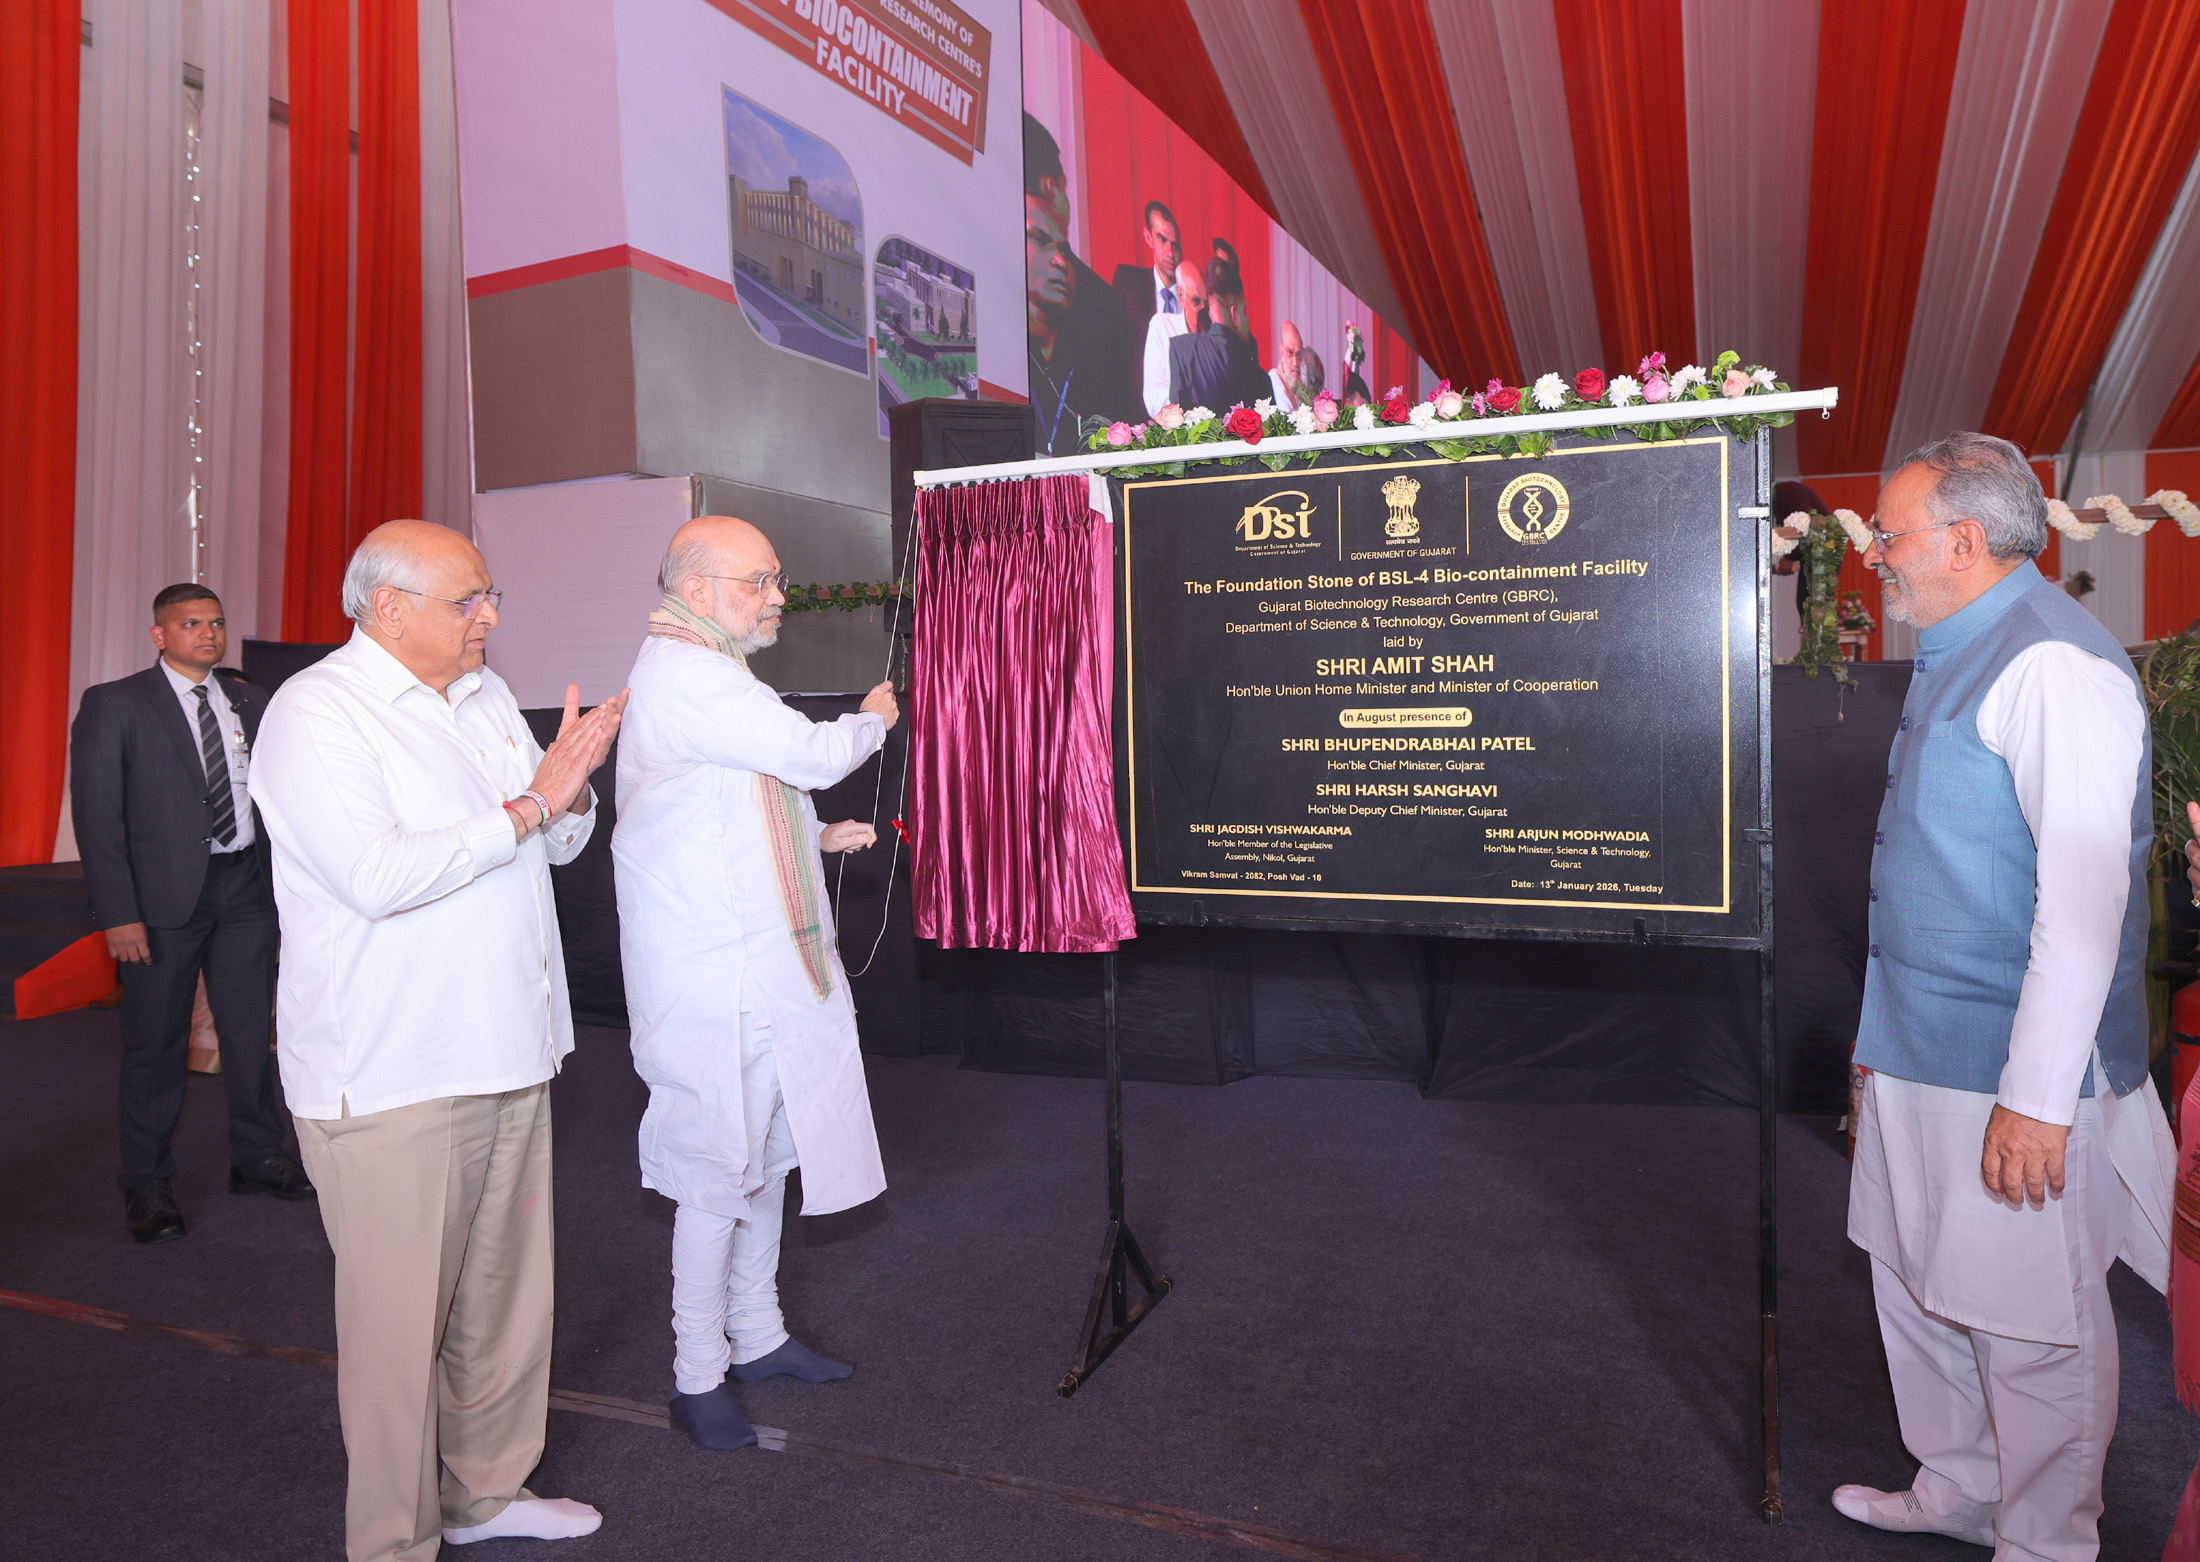 EMONY OF
RESEARCH CENTRE'S
BIOCONTAINMENT
FACILITY
DST
Department of Science & Technology
Government of Gujarat
सत्यमेव जयते
GOVERNMENT OF GUJARAT
GUJARAT BIOTECHNOLOGY RESEARCH CENTRE
GBRC
The Foundation Stone of BSL-4 Bio-containment Facility
Gujarat Biotechnology Research Centre (GBRC),
Department of Science & Technology, Government of Gujarat
laid by
SHRI AMIT SHAH
Hon'ble Union Home Minister and Minister of Cooperation
In August presence of
SHRI BHUPENDRABHAI PATEL
Hon'ble Chief Minister, Gujarat
SHRI HARSH SANGHAVI
Hon'ble Deputy Chief Minister, Gujarat
SHRI JAGDISH VISHWAKARMA
Hon'ble Member of the Legislative
Assembly, Nikol, Gujarat
SHRI ARJUN MODHWADIA
Hon'ble Minister, Science & Technology,
Gujarat
Vikram Samvat - 2082, Posh Vad - 10
Date: 13th January 2026, Tuesday